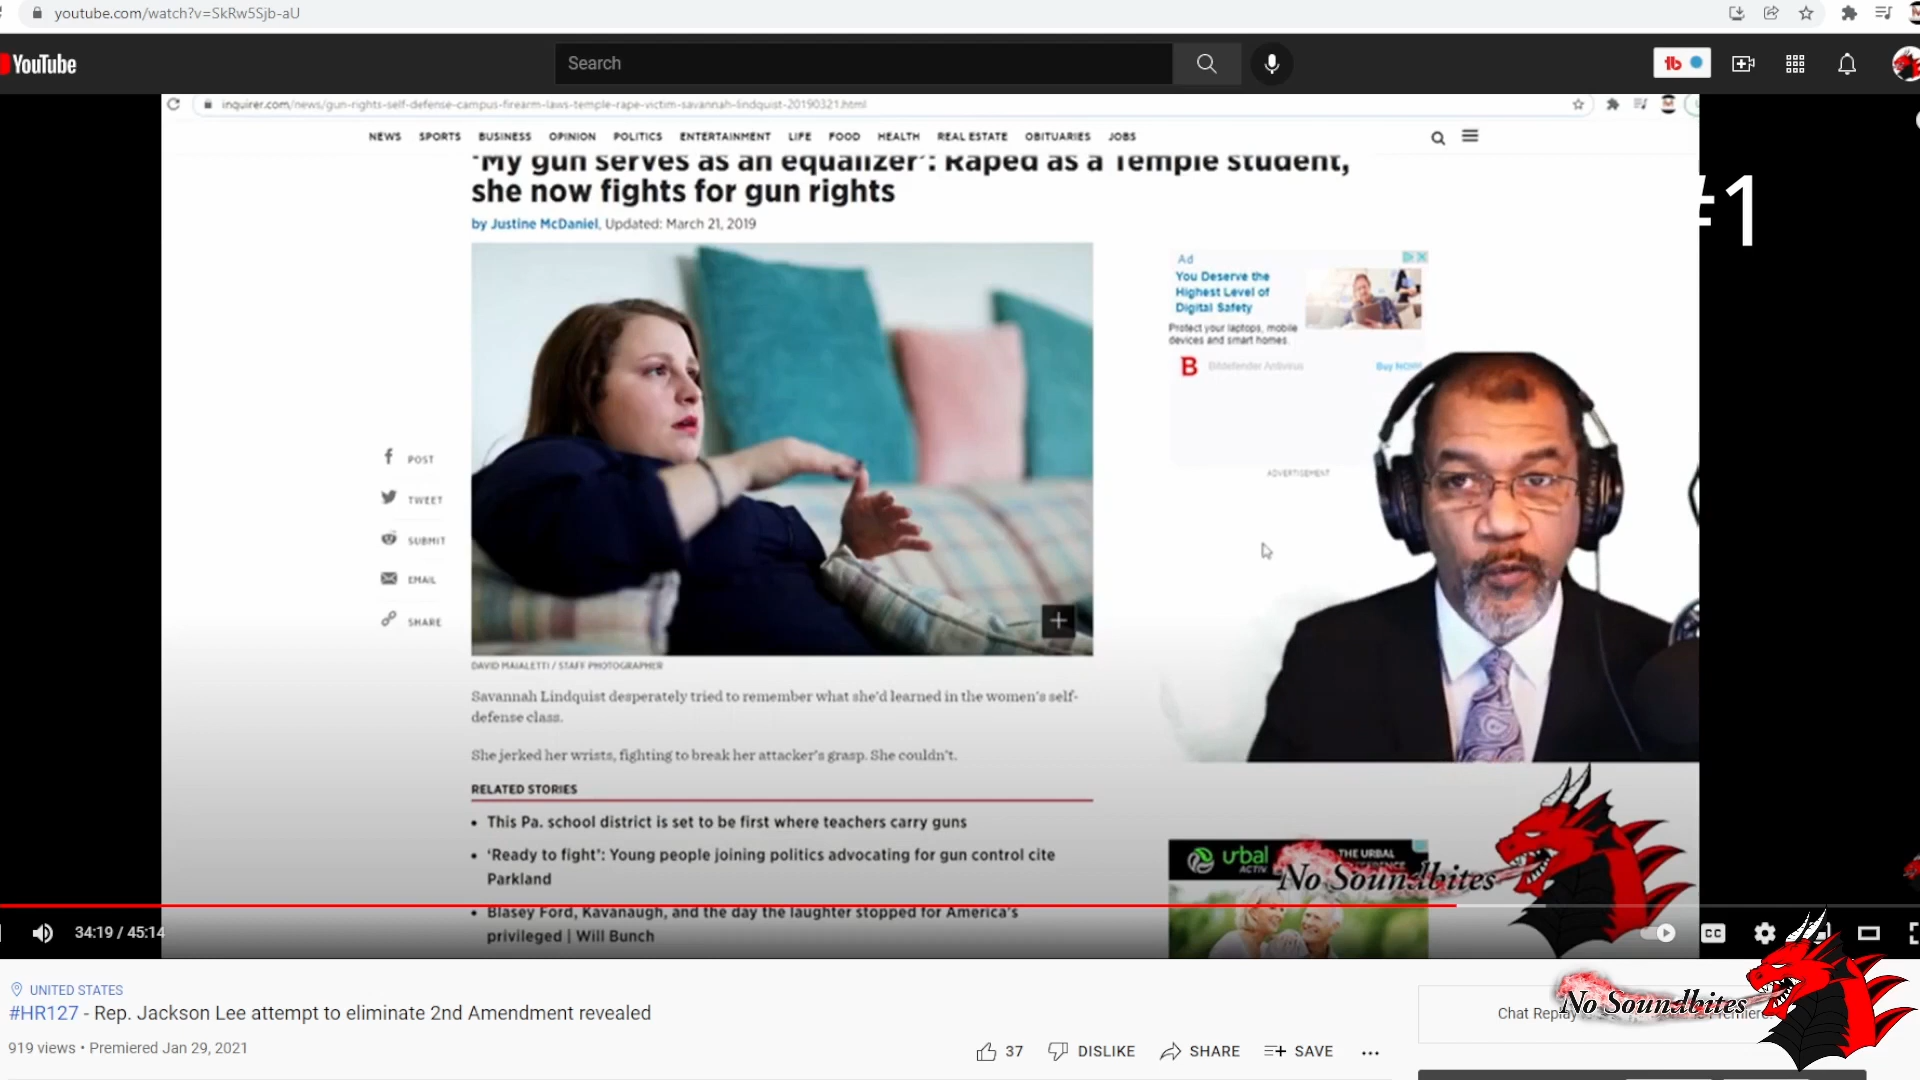 youtube.com/watch?v=SkRw5Sjb-aU
YouTube
Search
inquirer.com/news/gun-rights-self-defense-campus-firearm-laws-temple-rape-victim-savannah-lindquist-20190321.html
NEWS SPORTS BUSINESS OPINION POLITICS ENTERTAINMENT LIFE FOOD HEALTH REAL ESTATE OBITUARIES JOBS
'My gun serves as an equalizer': Raped as a Temple student,
she now fights for gun rights
#1
by Justine McDaniel, Updated: March 21, 2019
Ad
You Deserve the
Highest Level of
Digital Safety
Protect your laptops, mobile
devices and smart homes.
B Bitdefender Antivirus Buy NOW!
ADVERTISEMENT
POST
TWEET
SUBMIT
EMAIL
SHARE
DAVID MAIALETTI / STAFF PHOTOGRAPHER
Savannah Lindquist desperately tried to remember what she'd learned in the women's self-
defense class.
She jerked her wrists, fighting to break her attacker's grasp. She couldn't.
RELATED STORIES
• This Pa. school district is set to be first where teachers carry guns
• 'Ready to fight': Young people joining politics advocating for gun control cite
Parkland
• Blasey Ford, Kavanaugh, and the day the laughter stopped for America's
privileged | Will Bunch
urbal
ACTIV
THE URBAL
No Soundbites
34:19 / 45:14
CC
UNITED STATES
#HR127 - Rep. Jackson Lee attempt to eliminate 2nd Amendment revealed
919 views • Premiered Jan 29, 2021
37 DISLIKE SHARE SAVE
Chat Replay
No Soundbites